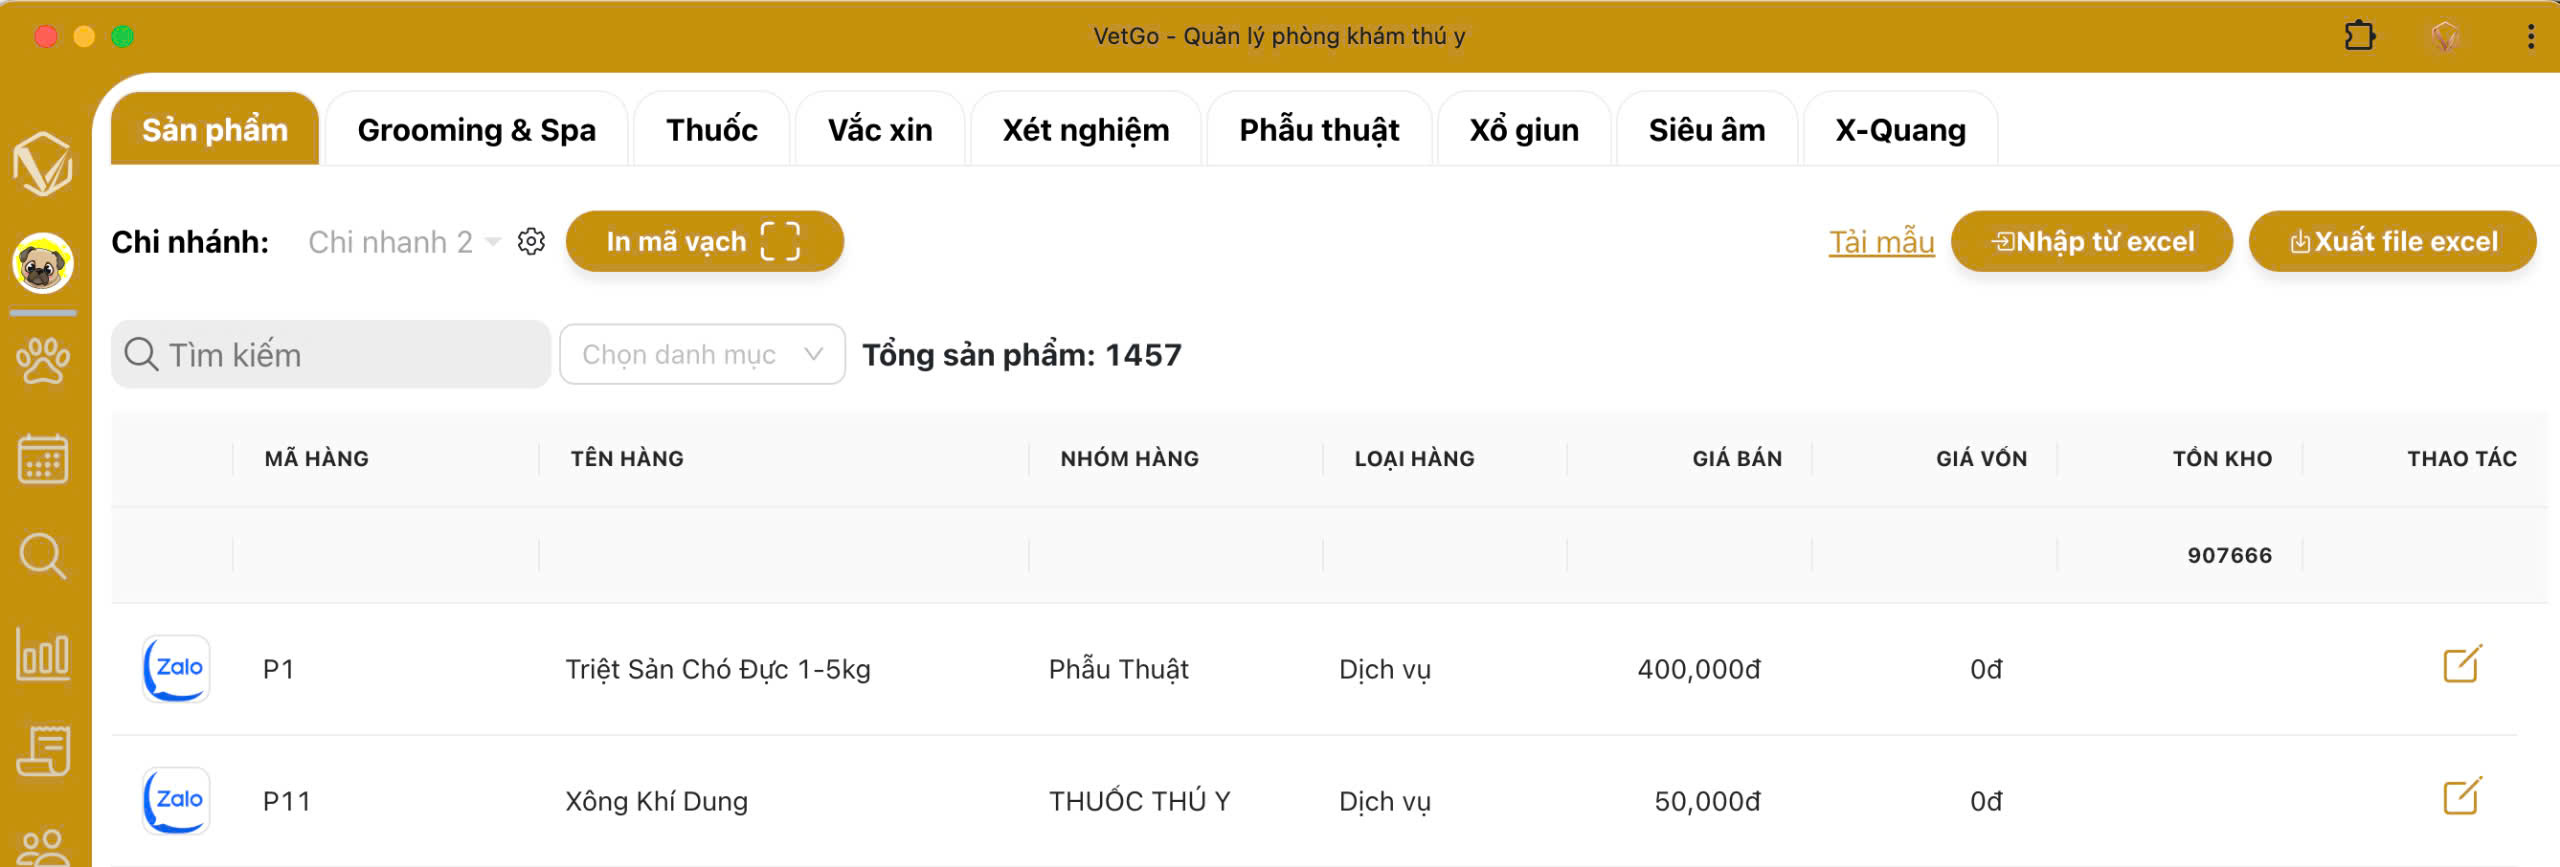 VetGo - Quản lý phòng khám thú y
Sản phẩm Grooming & Spa Thuốc Vắc xin Xét nghiệm Phẫu thuật Xổ giun Siêu âm X-Quang
Chi nhánh: Chi nhanh 2 In mã vạch Tải mẫu Nhập từ excel Xuất file excel
Tìm kiếm Chọn danh mục Tổng sản phẩm: 1457
MÃ HÀNG TÊN HÀNG NHÓM HÀNG LOẠI HÀNG GIÁ BÁN GIÁ VỐN TỒN KHO THAO TÁC
907666
Zalo P1 Triệt Sản Chó Đực 1-5kg Phẫu Thuật Dịch vụ 400,000đ 0đ
Zalo P11 Xông Khí Dung THUỐC THÚ Y Dịch vụ 50,000đ 0đ